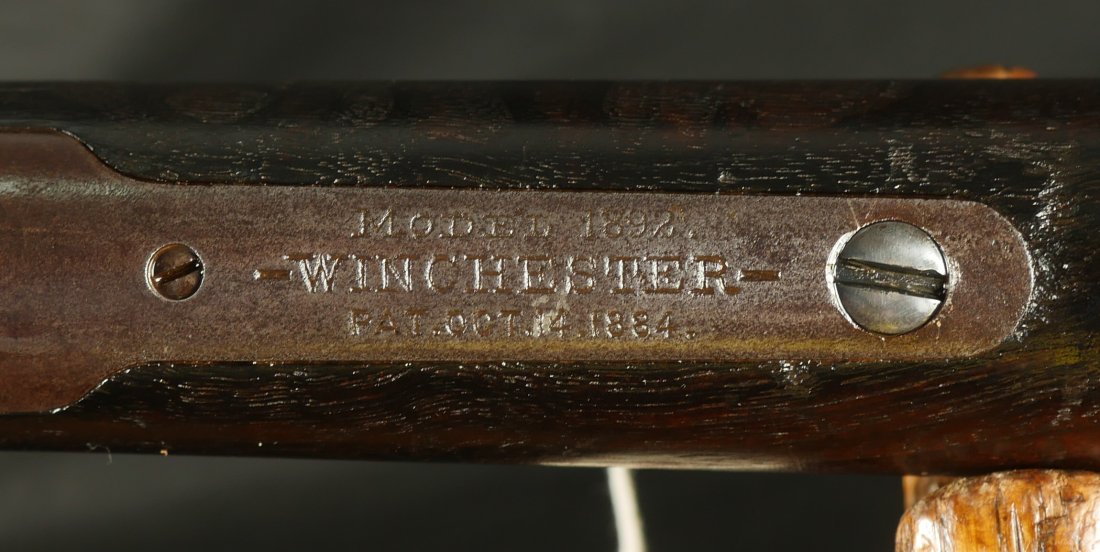 MODEL 1892.
-WINCHESTER-
PAT. OCT. 14. 1884.